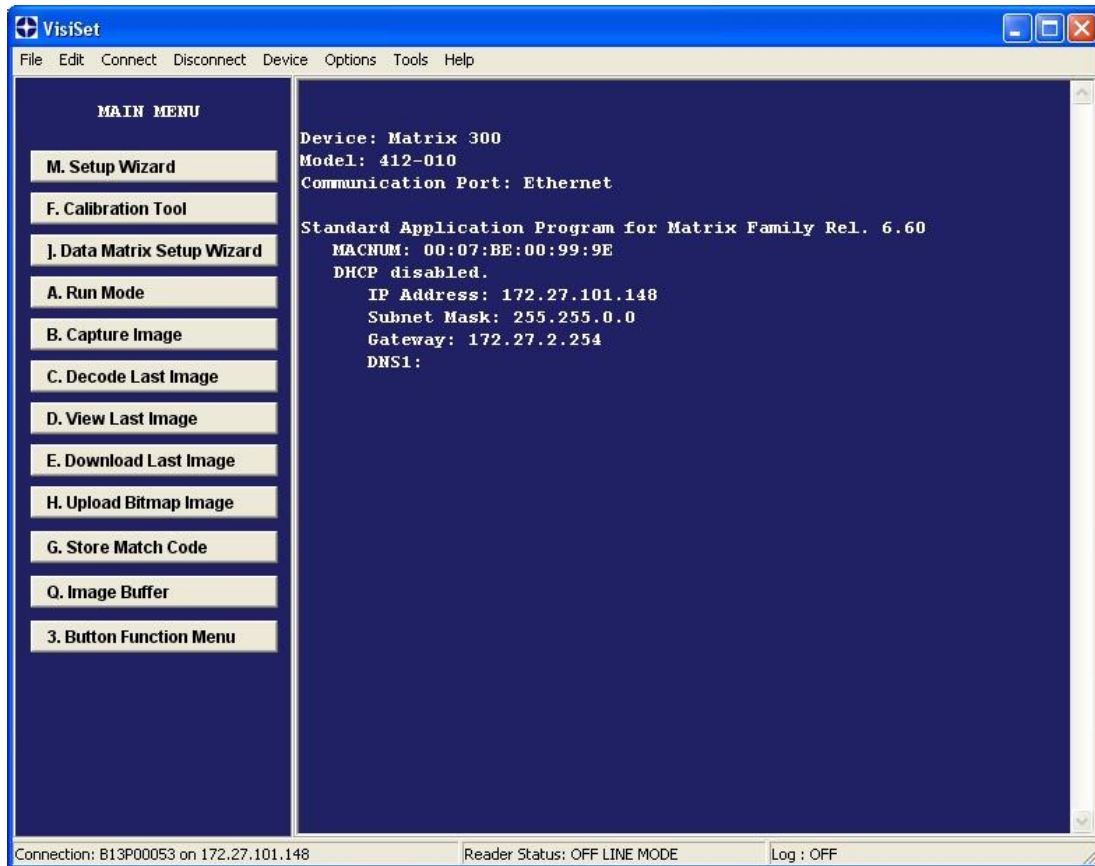 VisiSet
File Edit Connect Disconnect Device Options Tools Help
MAIN MENU
M. Setup Wizard
F. Calibration Tool
]. Data Matrix Setup Wizard
A. Run Mode
B. Capture Image
C. Decode Last Image
D. View Last Image
E. Download Last Image
H. Upload Bitmap Image
G. Store Match Code
Q. Image Buffer
3. Button Function Menu
Device: Matrix 300
Model: 412-010
Communication Port: Ethernet
Standard Application Program for Matrix Family Rel. 6.60
MACNUM: 00:07:BE:00:99:9E
DHCP disabled.
IP Address: 172.27.101.148
Subnet Mask: 255.255.0.0
Gateway: 172.27.2.254
DNS1:
Connection: B13P00053 on 172.27.101.148 Reader Status: OFF LINE MODE Log : OFF